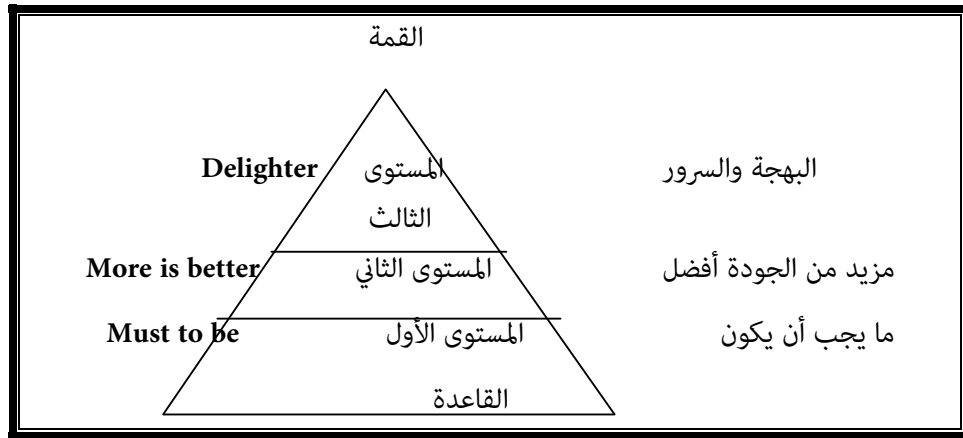 القمة
البهجة والسرور المستوى Delighter
الثالث
مزيد من الجودة أفضل المستوى الثاني More is better
ما يجب أن يكون المستوى الأول Must to be
القاعدة